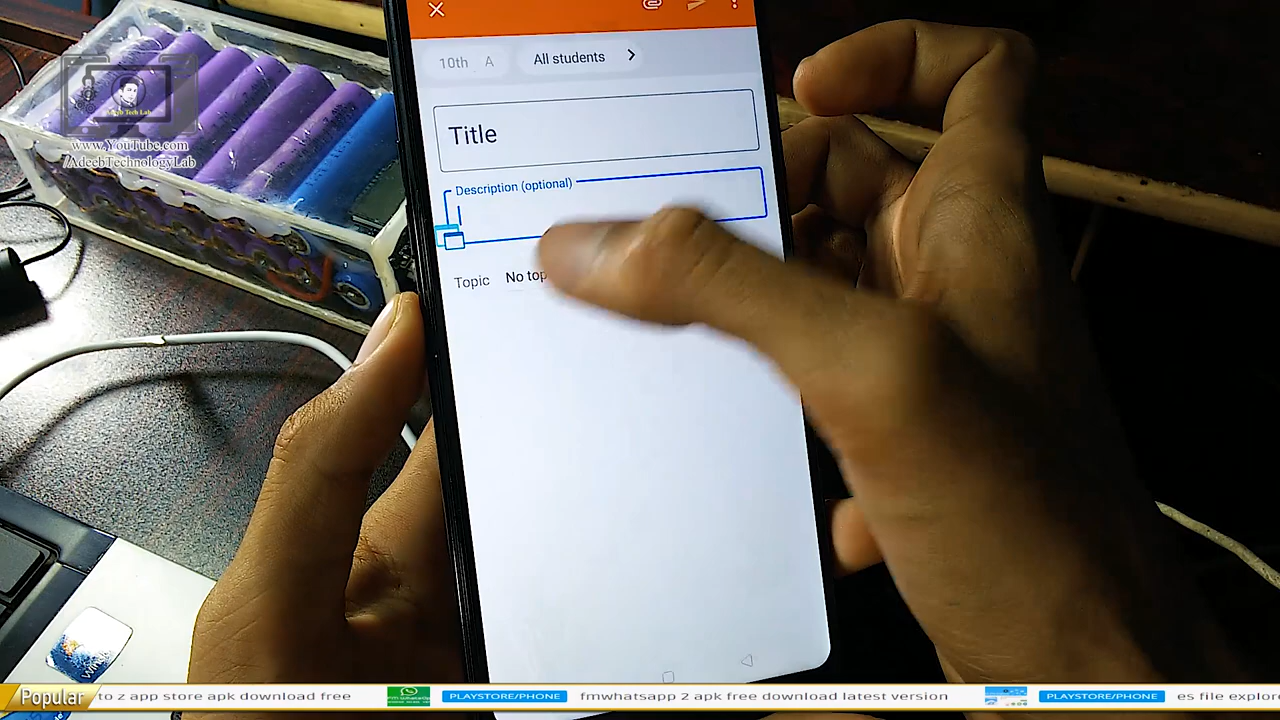 10th A
All students
Title
Description (optional)
Topic
No top
Adeeb Tech Lab
www.YouTube.com
/AdeebTechnologyLab
Popular
to z app store apk download free
PLAYSTORE/PHONE
fmwhatsapp 2 apk free download
test version
PLAYSTORE/PHONE
es file explor